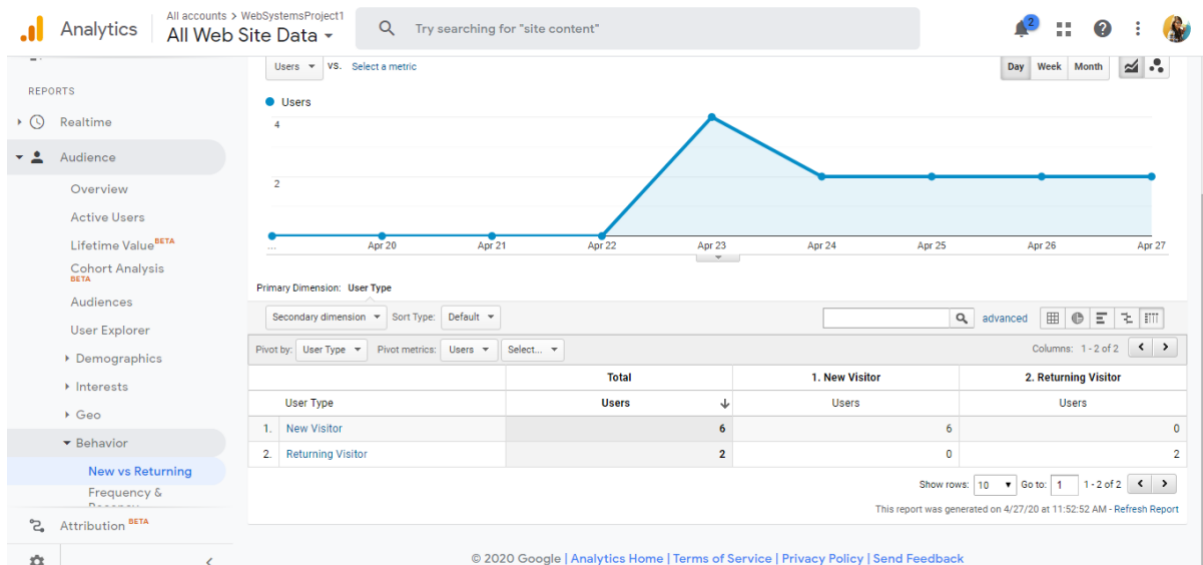 Analytics
All accounts > WebSystemsProject1
All Web Site Data
Try searching for "site content"
2
REPORTS
Realtime
Audience
Overview
Active Users
Lifetime Value BETA
Cohort Analysis
BETA
Audiences
User Explorer
Demographics
Interests
Geo
Behavior
New vs Returning
Frequency &
Attribution BETA
Users VS. Select a metric
Day Week Month
Users
4
2
... Apr 20 Apr 21 Apr 22 Apr 23 Apr 24 Apr 25 Apr 26 Apr 27
Primary Dimension: User Type
Secondary dimension Sort Type: Default advanced
Pivot by: User Type Pivot metrics: Users Select... Columns: 1 - 2 of 2
Total 1. New Visitor 2. Returning Visitor
User Type Users Users Users
1. New Visitor 6 6 0
2. Returning Visitor 2 0 2
Show rows: 10 Go to: 1 1 - 2 of 2
This report was generated on 4/27/20 at 11:52:52 AM - Refresh Report
© 2020 Google | Analytics Home | Terms of Service | Privacy Policy | Send Feedback